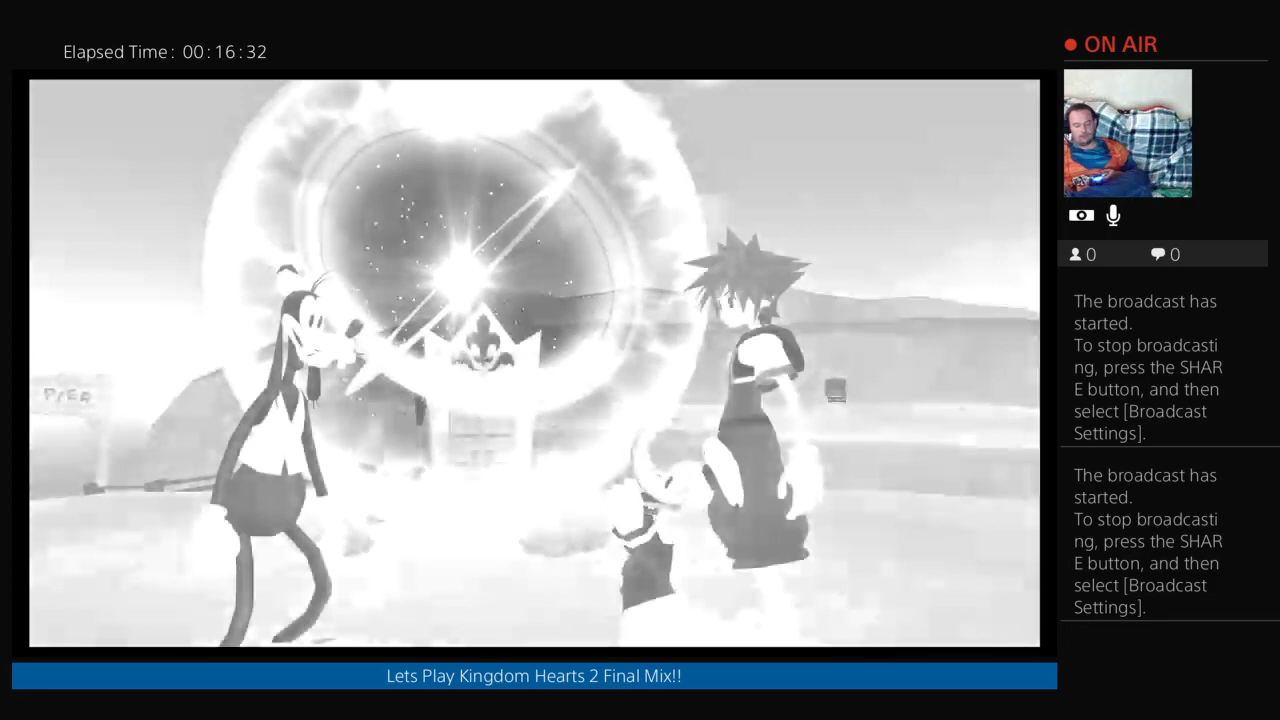 Elapsed Time: 00:16:32
ON AIR
0 0
The broadcast has
started.
To stop broadcasti
ng, press the SHAR
E button, and then
select [Broadcast
Settings].
The broadcast has
started.
To stop broadcasti
ng, press the SHAR
E button, and then
select [Broadcast
Settings].
PIER
Lets Play Kingdom Hearts 2 Final Mix!!